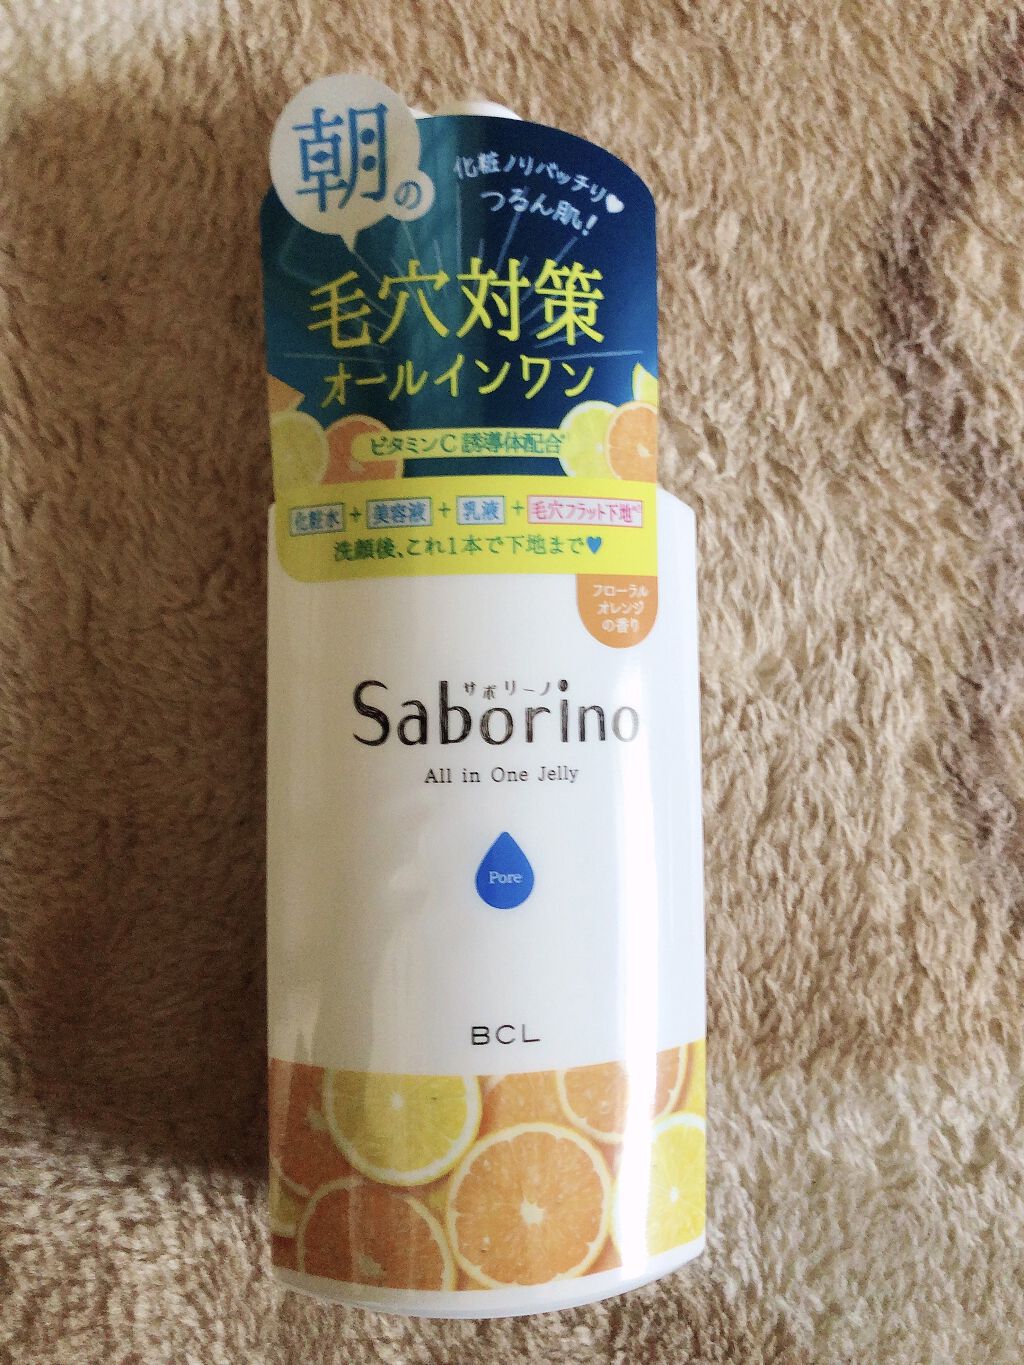 朝の
化粧ノリバッチリ♥
つるん肌!
毛穴対策
オールインワン
ビタミンC誘導体配合
化粧水 + 美容液 + 乳液 + 毛穴フラット下地*²
洗顔後、これ1本で下地まで♥
フローラル
オレンジ
の香り
サボリーノ
Saborino
All in One Jelly
Pore
BCL